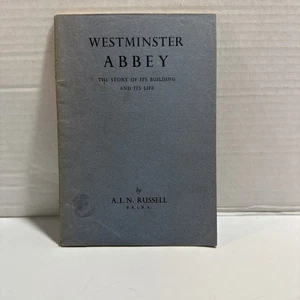 WESTMINSTER
ABBEY
THE STORY OF ITS BUILDING
AND ITS LIFE
by
A. L. N. RUSSELL
F.R.I.B.A.